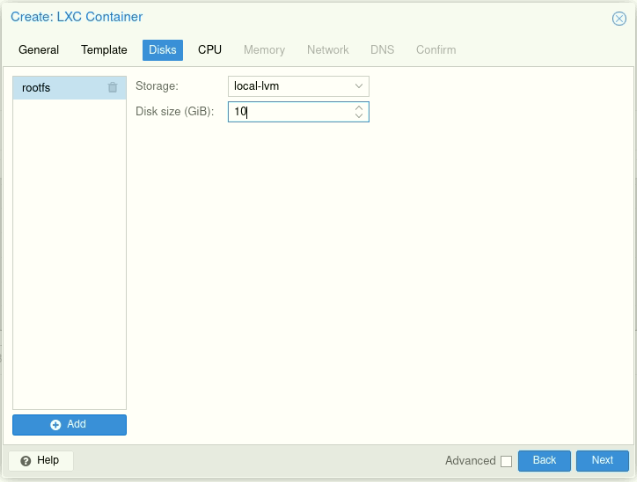 Create: LXC Container
General Template Disks CPU Memory Network DNS Confirm
rootfs
Storage: local-lvm
Disk size (GiB): 10
Add
Help
Advanced Back Next